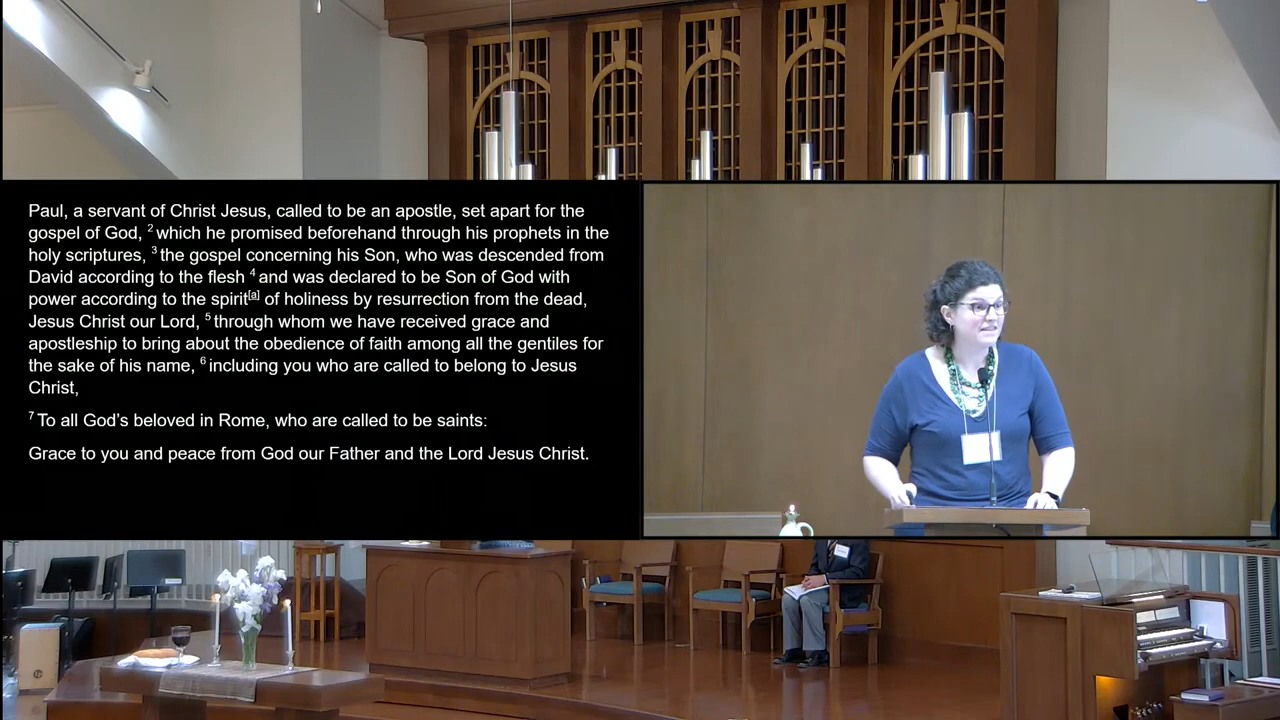 Paul, a servant of Christ Jesus, called to be an apostle, set apart for the
gospel of God, 2 which he promised beforehand through his prophets in the
holy scriptures, 3 the gospel concerning his Son, who was descended from
David according to the flesh 4 and was declared to be Son of God with
power according to the spirit[a] of holiness by resurrection from the dead,
Jesus Christ our Lord, 5 through whom we have received grace and
apostleship to bring about the obedience of faith among all the gentiles for
the sake of his name, 6 including you who are called to belong to Jesus
Christ,
7 To all God’s beloved in Rome, who are called to be saints:
Grace to you and peace from God our Father and the Lord Jesus Christ.